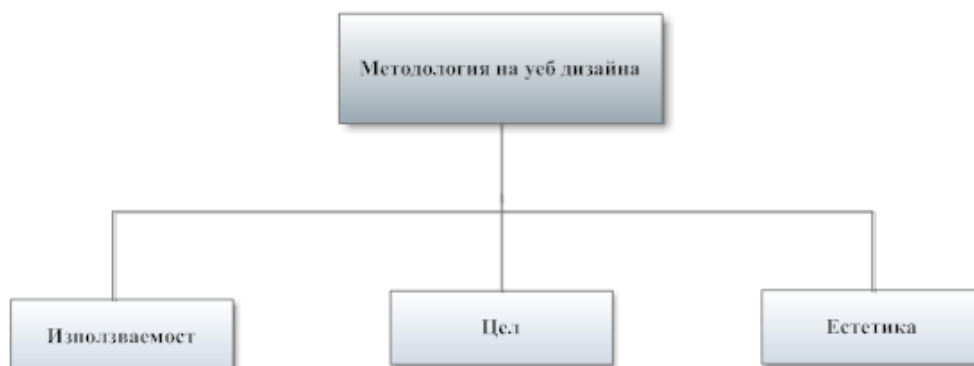 Методология на уеб дизайна
Използваемост
Цел
Естетика